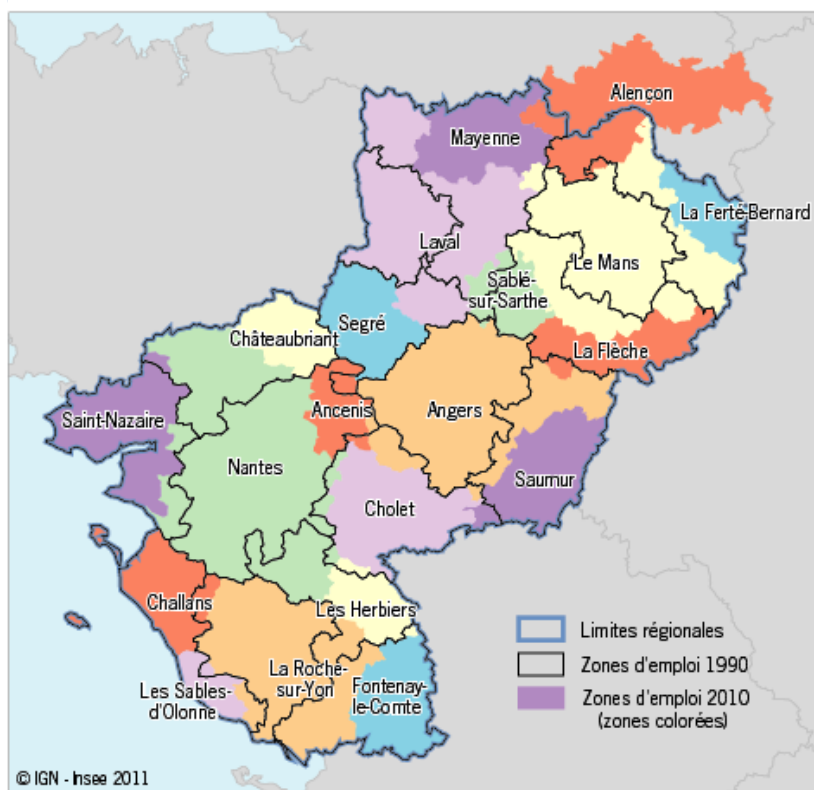 Alençon
Mayenne
La Ferté-Bernard
Laval
Le Mans
Sablé-
sur-Sarthe
Segré
Châteaubriant
La Flèche
Ancenis
Angers
Saint-Nazaire
Nantes
Saumur
Cholet
Challans
Les Herbiers
La Roche-
sur-Yon
Les Sables-
d'Olonne
Fontenay-
le-Comte
Limites régionales
Zones d'emploi 1990
Zones d'emploi 2010
(zones colorées)
© IGN - Insee 2011